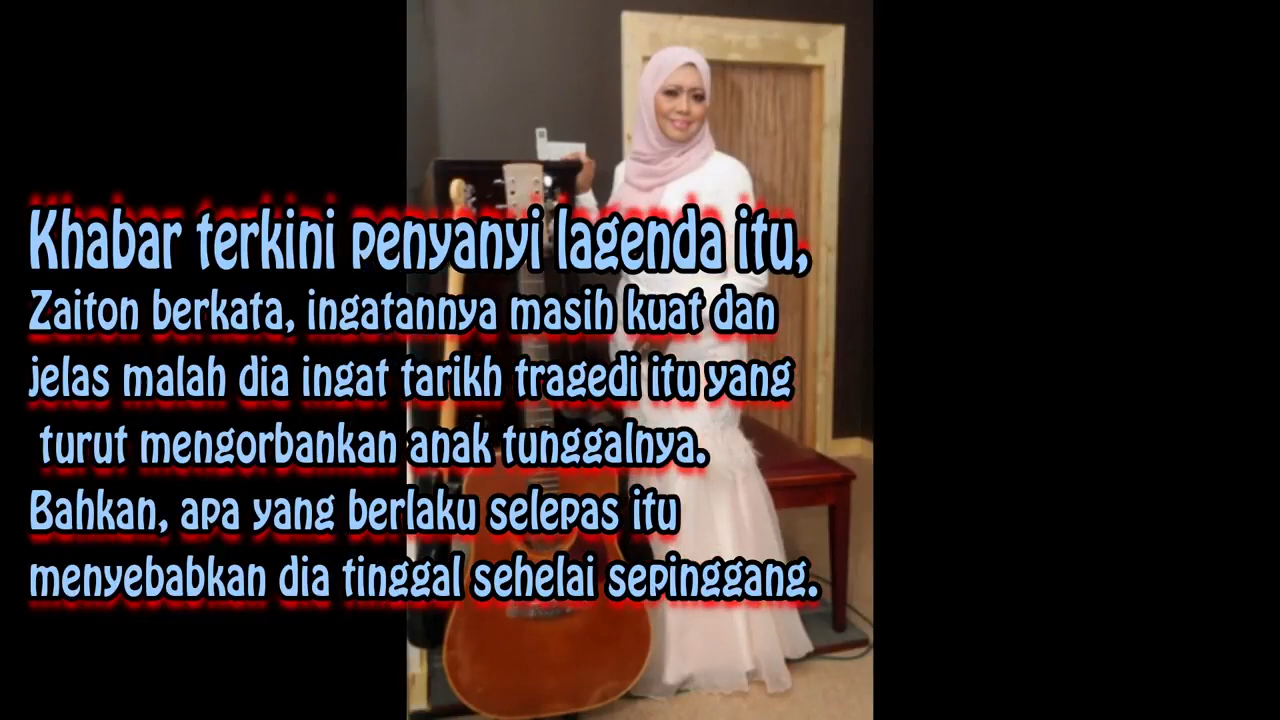 Khabar terkini penyanyi lagenda itu,
Zaiton berkata, ingatannya masih kuat dan
jelas malah dia ingat tarikh tragedi itu yang
turut mengorbankan anak tunggalnya.
Bahkan, apa yang berlaku selepas itu
menyebabkan dia tinggal sehelai sepinggang.